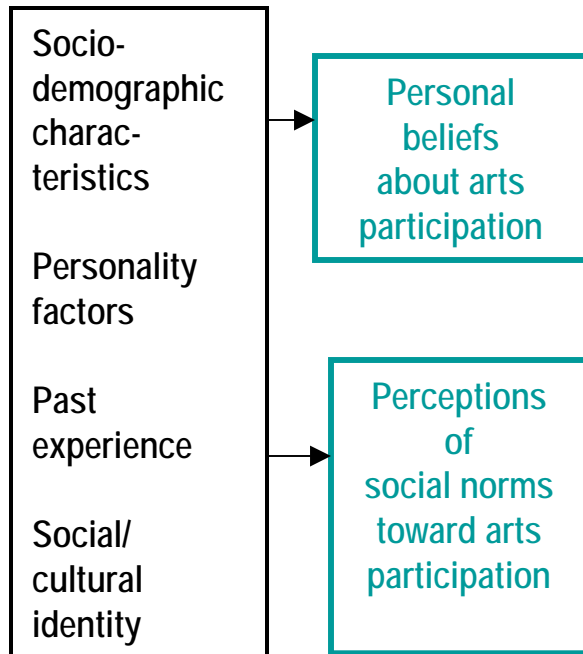 Socio-
demographic
charac-
teristics
Personality
factors
Past
experience
Social/
cultural
identity
Personal
beliefs
about arts
participation
Perceptions
of
social norms
toward arts
participation